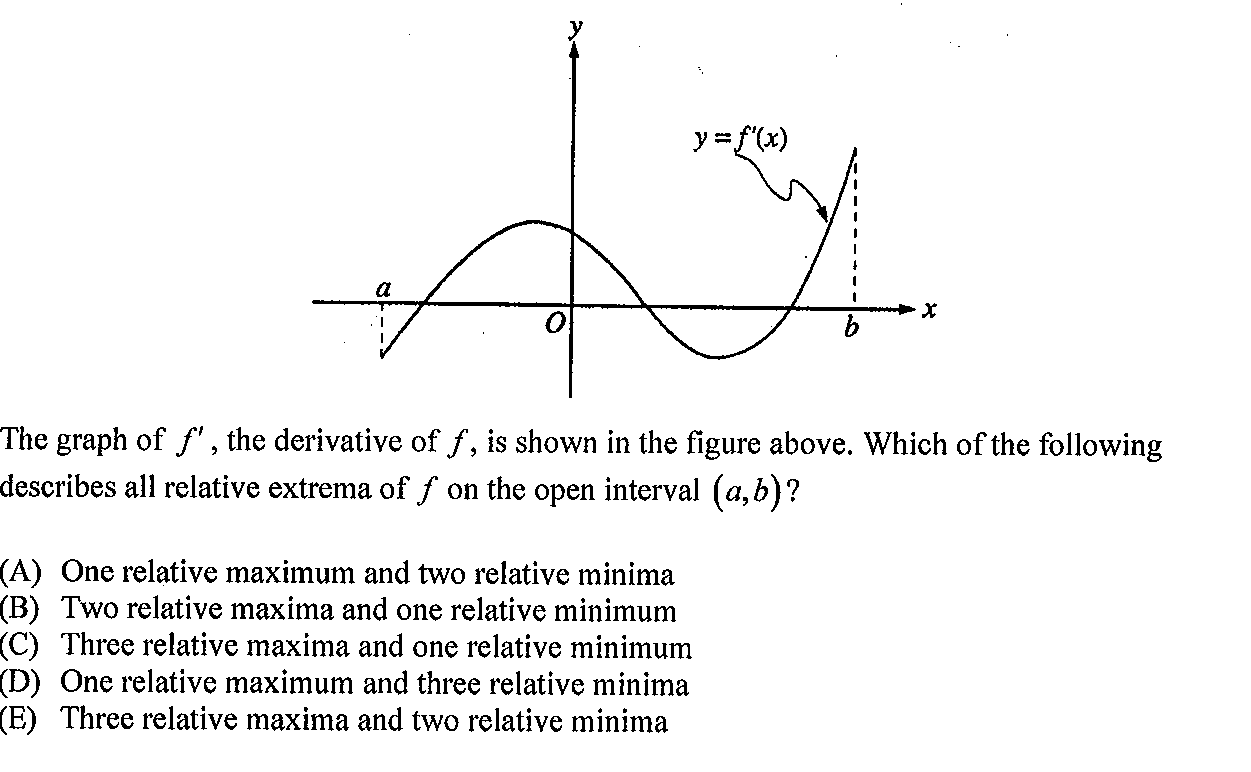 y
y = f'(x)
a
O
b
x
The graph of f', the derivative of f, is shown in the figure above. Which of the following
describes all relative extrema of f on the open interval (a,b)?
(A) One relative maximum and two relative minima
(B) Two relative maxima and one relative minimum
(C) Three relative maxima and one relative minimum
(D) One relative maximum and three relative minima
(E) Three relative maxima and two relative minima